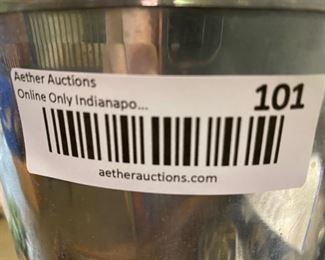 Aether Auctions
Online Only Indianapo... 101
aetherauctions.com